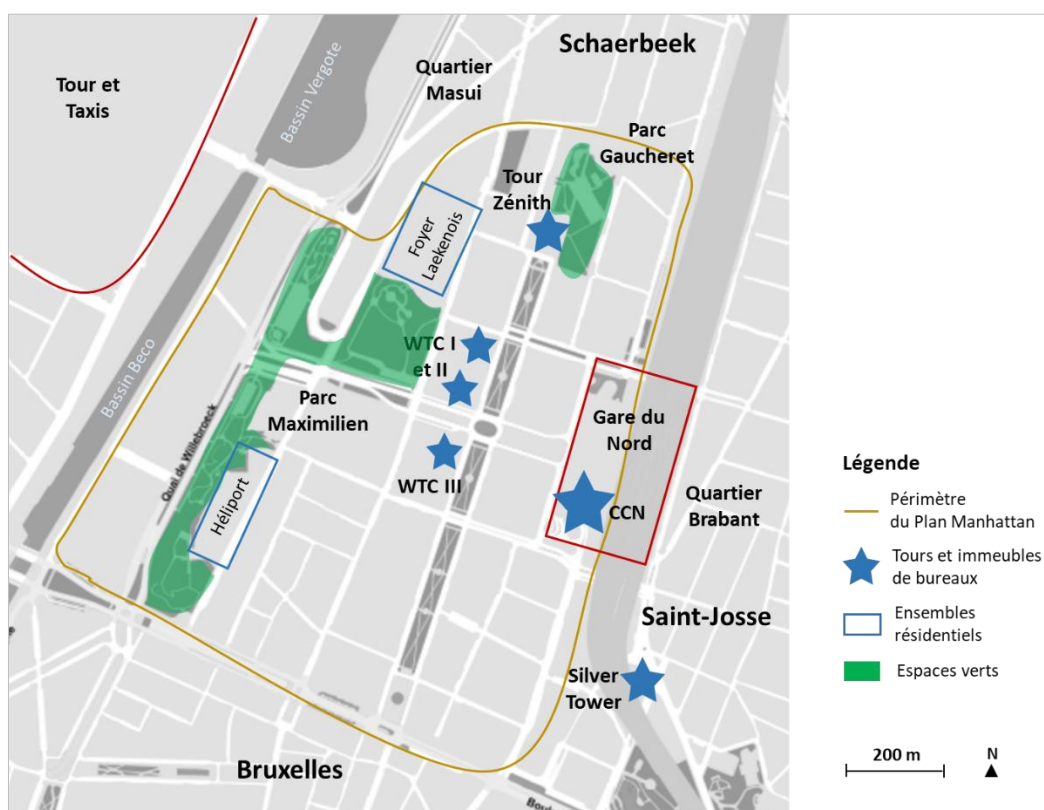 Schaerbeek
Tour et
Taxis
Bassin Vergote
Quartier
Masui
Parc
Gaucheret
Tour
Zénith
Foyer
Laekenois
WTC I
et II
Bassin Beco
Parc
Maximilien
Quai de Willebroeck
Gare du
Nord
WTC III
Héliport
CCN
Quartier
Brabant
Saint-Josse
Silver
Tower
Bruxelles
Légende
Périmètre
du Plan Manhattan
Tours et immeubles
de bureaux
Ensembles
résidentiels
Espaces verts
200 m
N